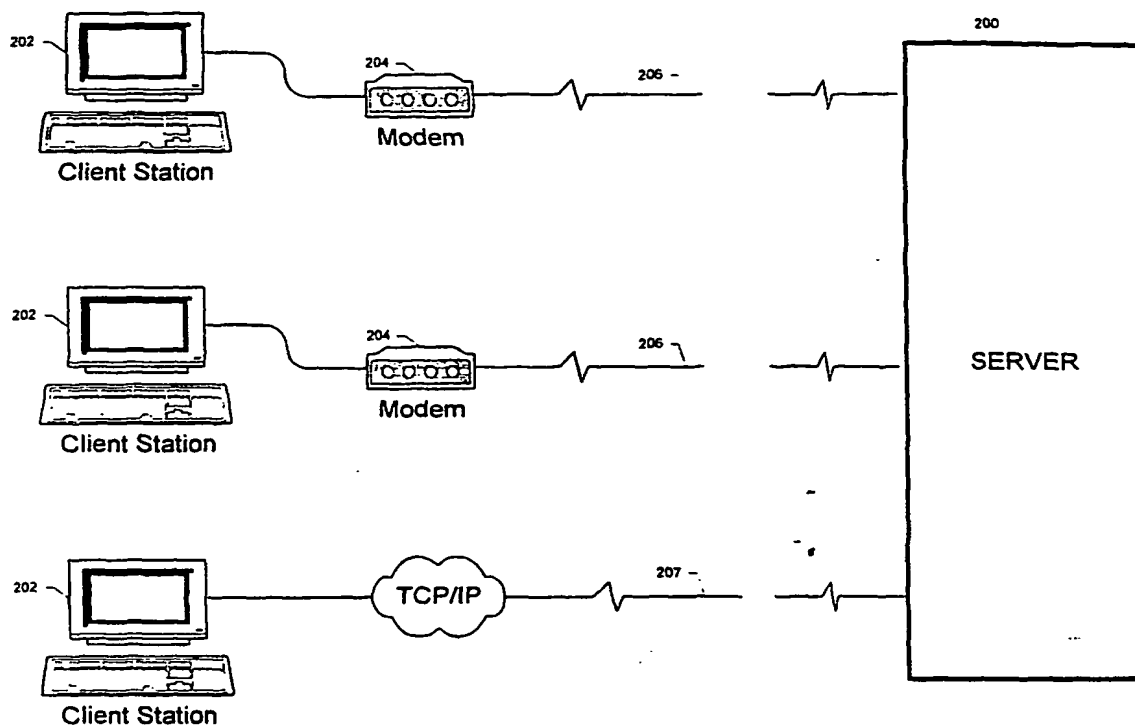 200
202
204
206
Modem
Client Station
202
204
206
SERVER
Modem
Client Station
202
TCP/IP
207
Client Station